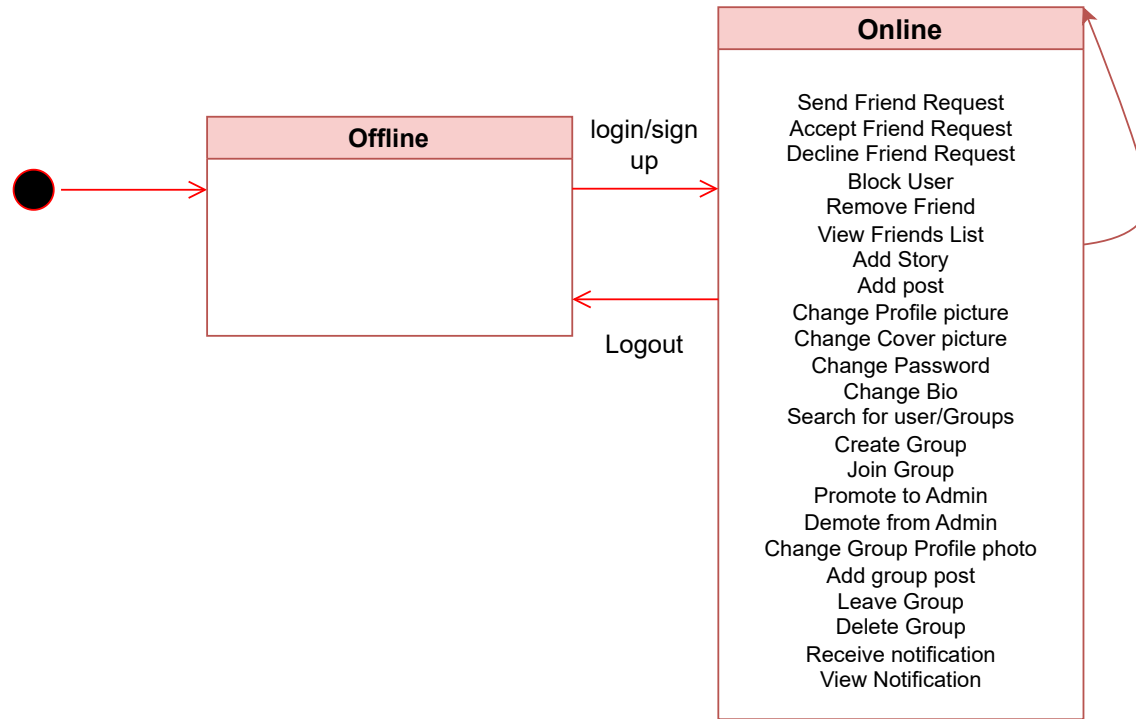 Online
Offline
login/sign
up
Logout
Send Friend Request
Accept Friend Request
Decline Friend Request
Block User
Remove Friend
View Friends List
Add Story
Add post
Change Profile picture
Change Cover picture
Change Password
Change Bio
Search for user/Groups
Create Group
Join Group
Promote to Admin
Demote from Admin
Change Group Profile photo
Add group post
Leave Group
Delete Group
Receive notification
View Notification